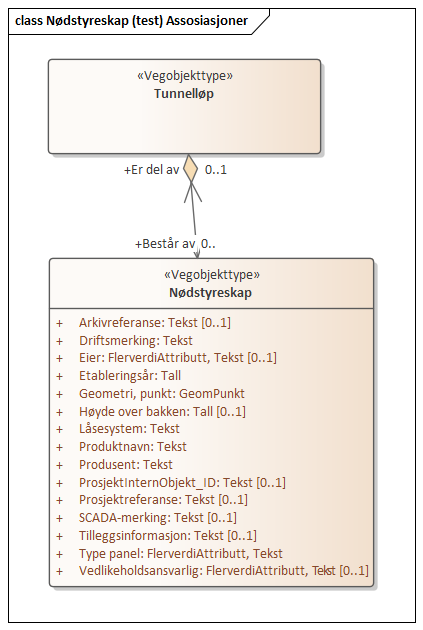 class Nødstyreskap (test) Assosiasjoner
«Vegobjekttype»
Tunnelløp
+Er del av 0..1
+Består av 0..
«Vegobjekttype»
Nødstyreskap
+ Arkivreferanse: Tekst [0..1]
+ Driftsmerking: Tekst
+ Eier: FlerverdiAttributt, Tekst [0..1]
+ Etableringsår: Tall
+ Geometri, punkt: GeomPunkt
+ Høyde over bakken: Tall [0..1]
+ Låsesystem: Tekst
+ Produktnavn: Tekst
+ Produsent: Tekst
+ ProsjektInternObjekt_ID: Tekst [0..1]
+ Prosjektreferanse: Tekst [0..1]
+ SCADA-merking: Tekst [0..1]
+ Tilleggsinformasjon: Tekst [0..1]
+ Type panel: FlerverdiAttributt, Tekst
+ Vedlikeholdsansvarlig: FlerverdiAttributt, Tekst [0..1]